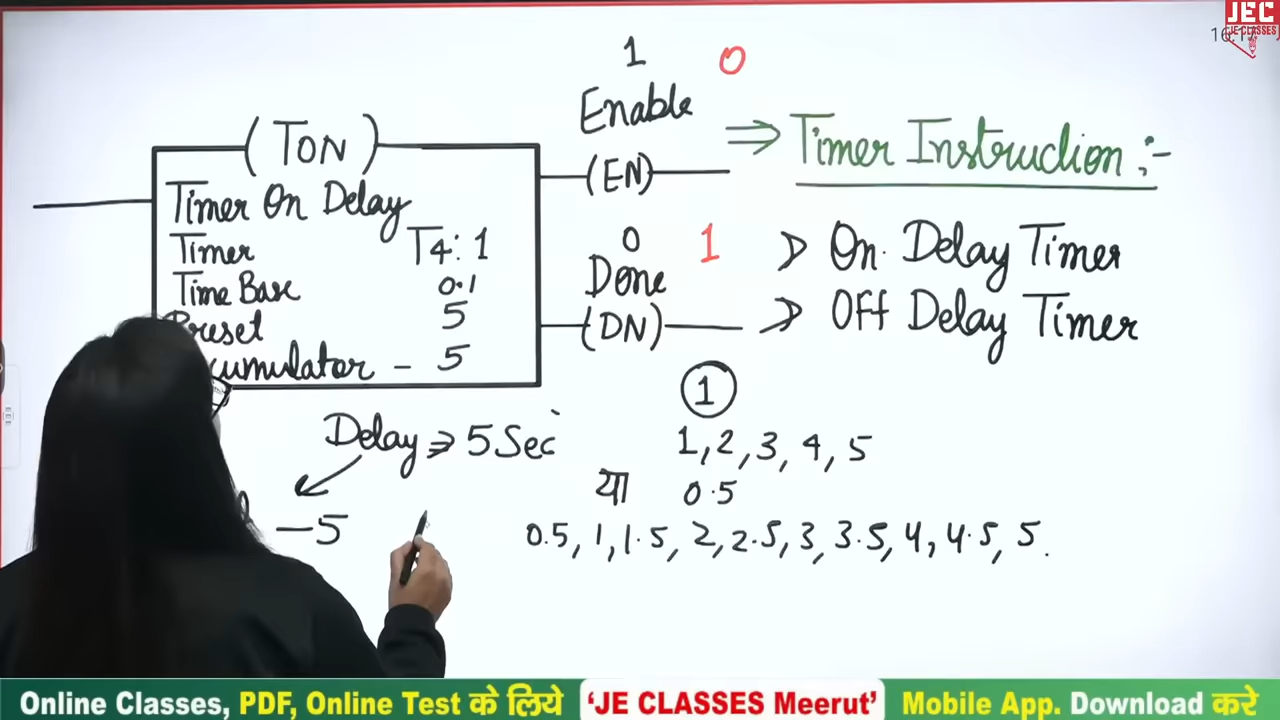 JEC
JE CLASSES
1 0
Enable
(TON)
(EN)
⇒ Timer Instruction :-
Timer On Delay
Timer T4:1
Time Base 0.1
Preset 5
cumulator - 5
0 1
Done
(DN)
> On Delay Timer
> Off Delay Timer
Delay ⇒ 5 Sec
- 5
1
1, 2, 3, 4, 5
या 0.5
0.5, 1, 1.5, 2, 2.5, 3, 3.5, 4, 4.5, 5.
Online Classes, PDF, Online Test के लिये 'JE CLASSES Meerut' Mobile App. Download करे